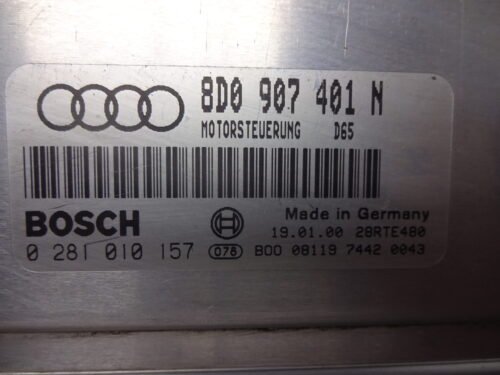 8D0 907 401 N
MOTORSTEUERUNG D65
BOSCH
Made in Germany
19.01.00 28RTE480
0 281 010 157 076 B00 08119 7442 0043